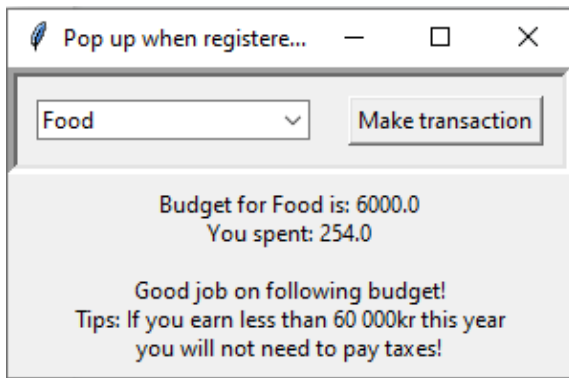 Pop up when registere...
Food
Make transaction
Budget for Food is: 6000.0
You spent: 254.0
Good job on following budget!
Tips: If you earn less than 60 000kr this year
you will not need to pay taxes!